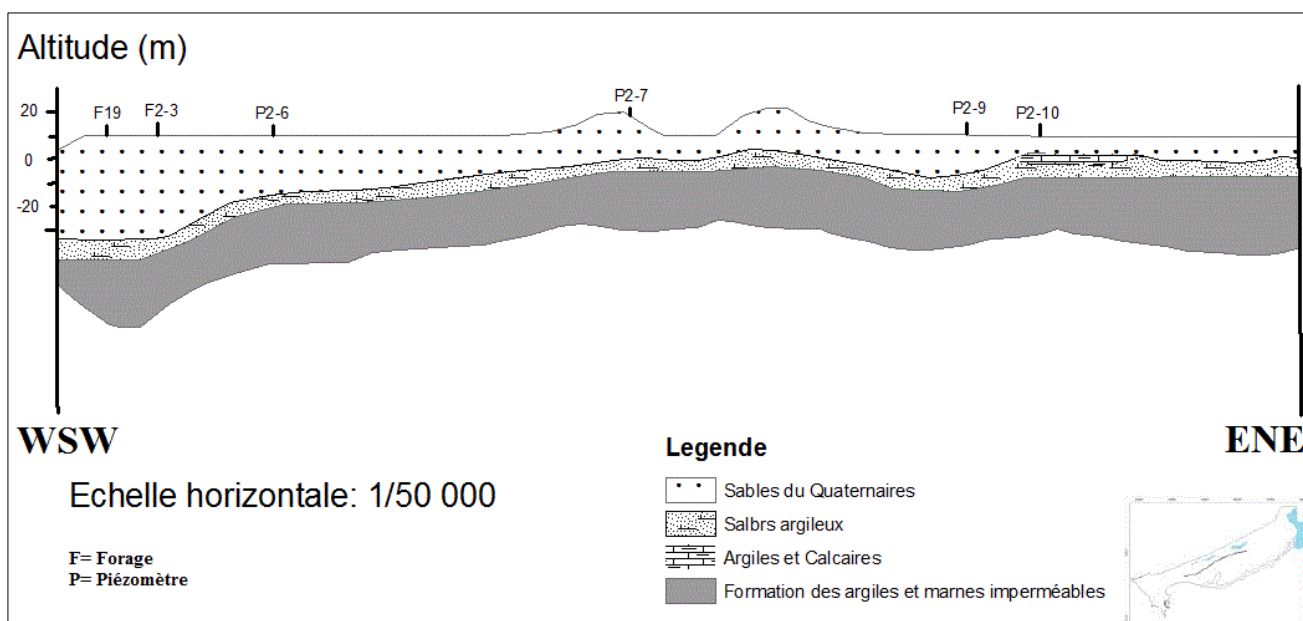 Altitude (m)
20
0
-20
F19
F2-3
P2-6
P2-7
P2-9
P2-10
WSW
ENE
Echelle horizontale: 1/50 000
F= Forage
P= Piézomètre
Legende
Sables du Quaternaires
Salbrs argileux
Argiles et Calcaires
Formation des argiles et marnes imperméables